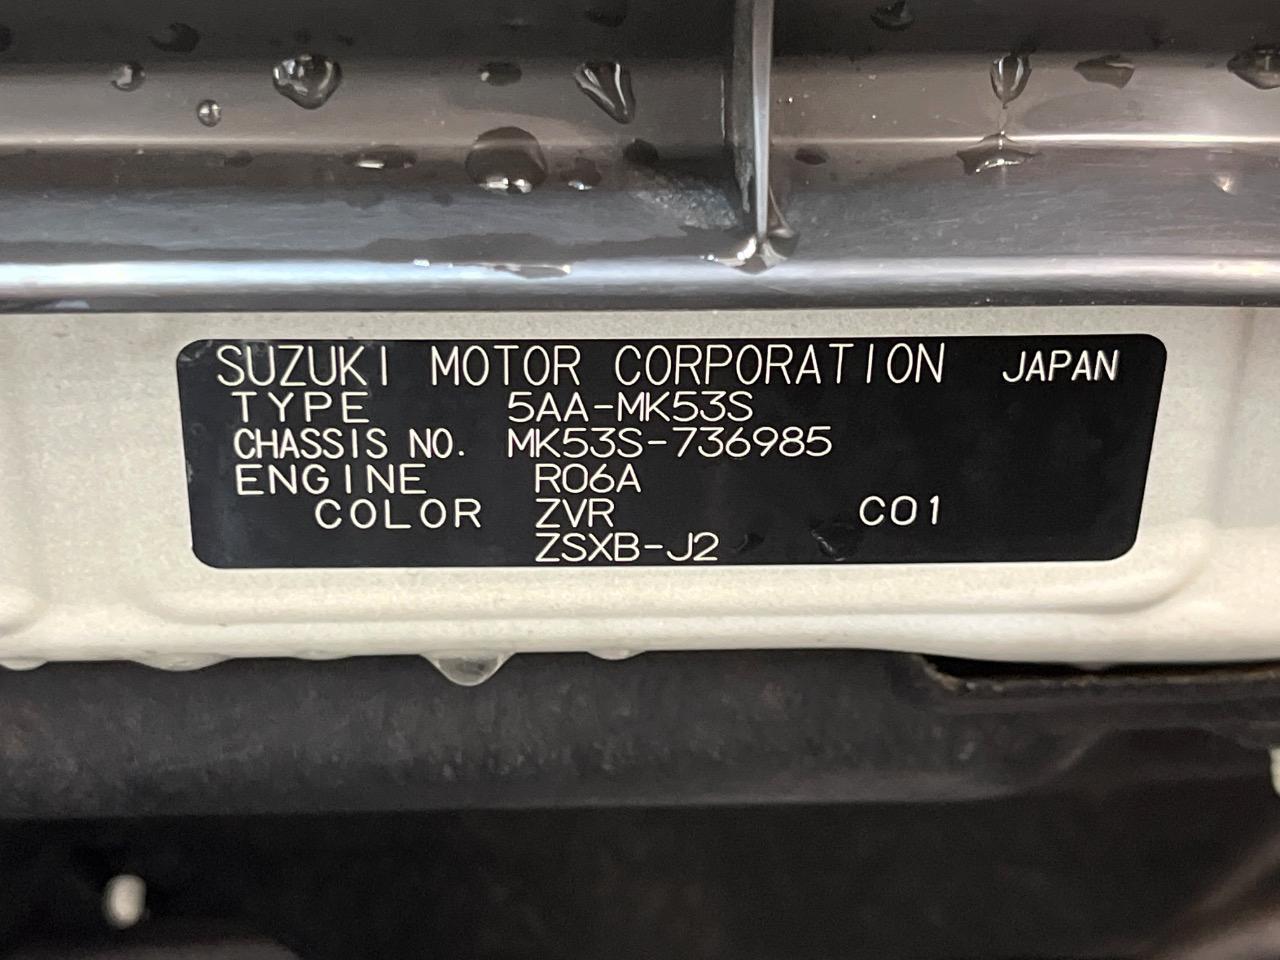 SUZUKI MOTOR CORPORATION JAPAN
TYPE 5AA-MK53S
CHASSIS NO. MK53S-736985
ENGINE R06A
COLOR ZVR C01
ZSXB-J2